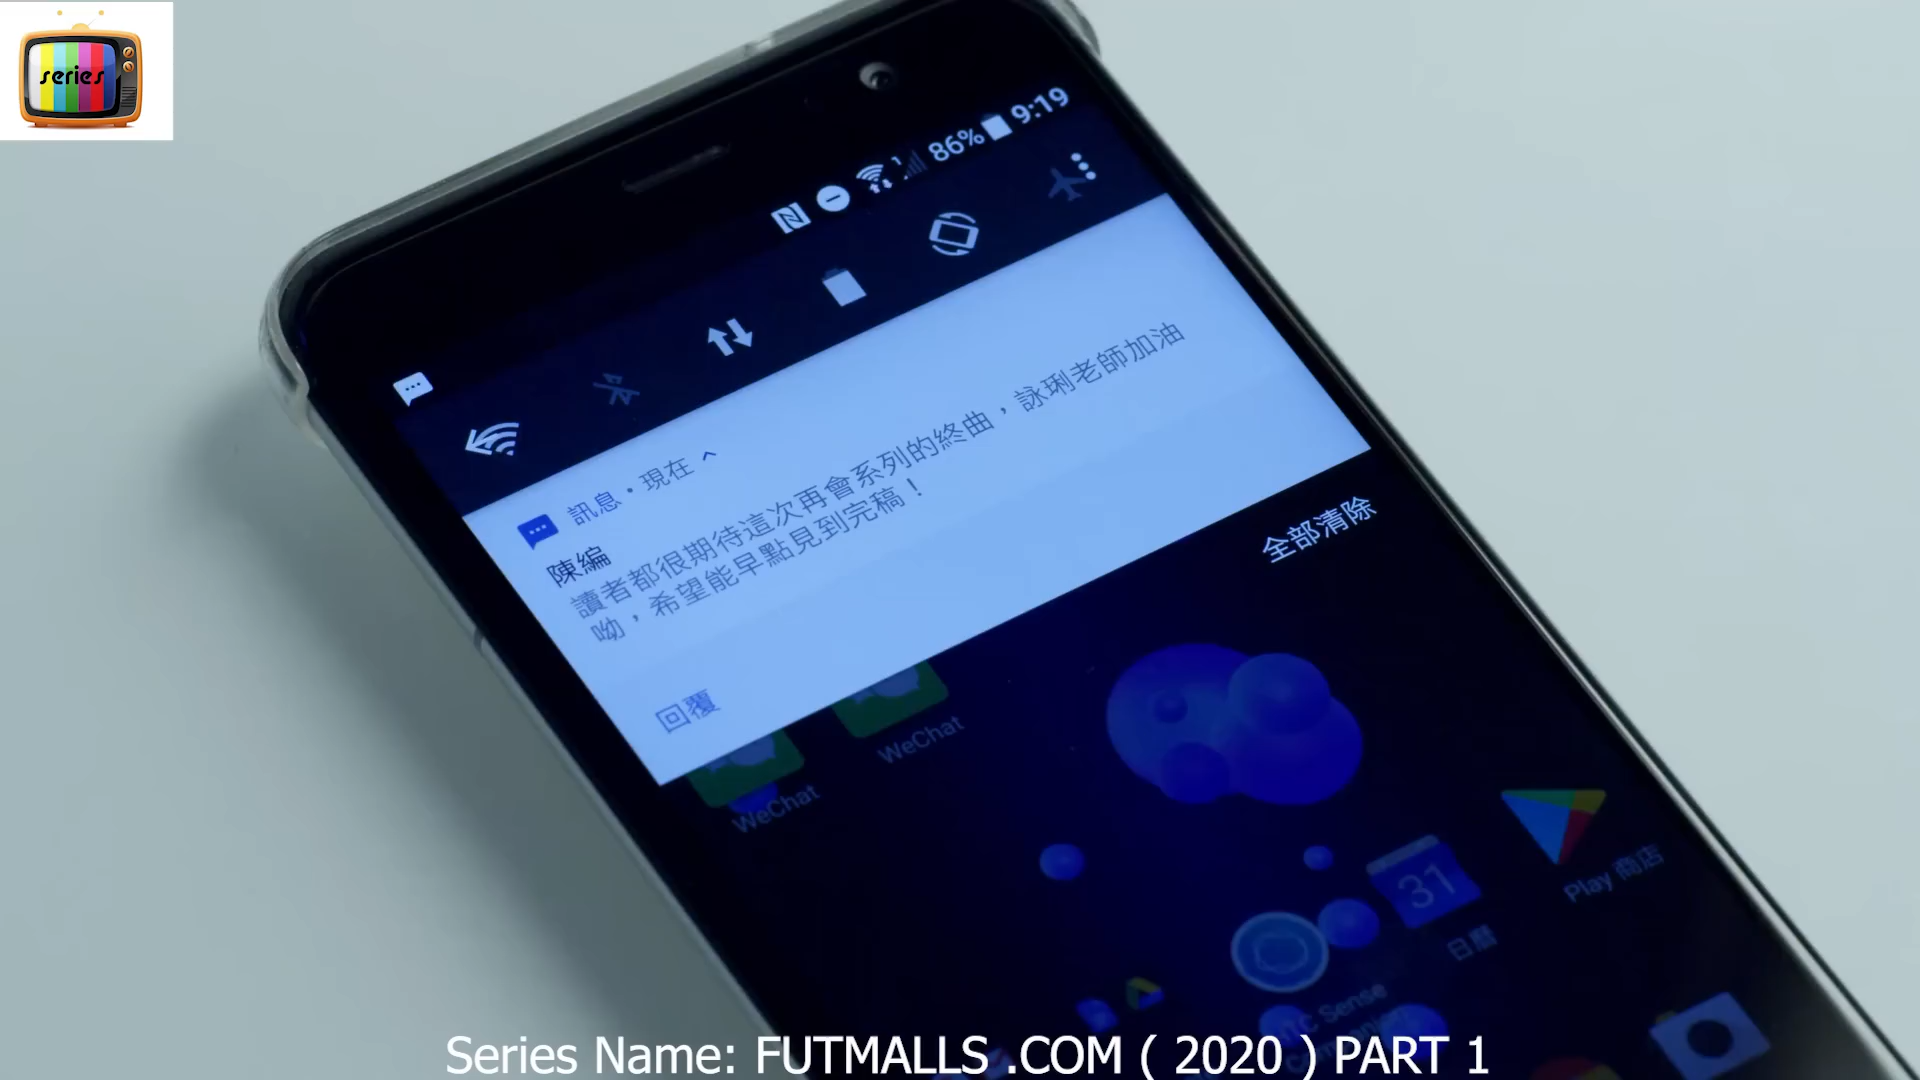 series
86% 9:19
訊息・現在
陳編
讀者都很期待這次再會系列的終曲，詠琍老師加油
呦，希望能早點見到完稿！
回覆
全部清除
WeChat
WeChat
Play 商店
31
日曆
Sense
Series Name: FUTMALLS .COM ( 2020 ) PART 1